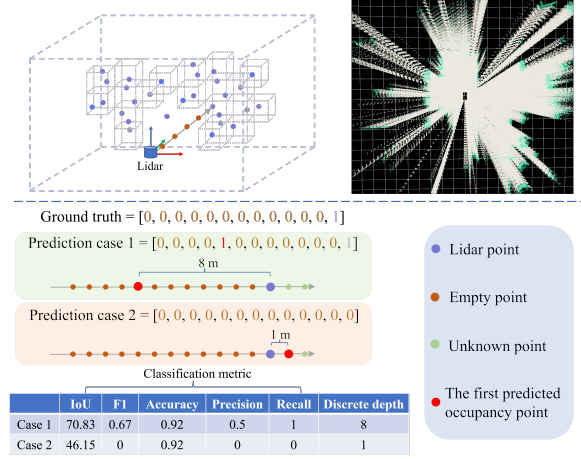 Lidar
Ground truth = [0, 0, 0, 0, 0, 0, 0, 0, 0, 0, 0, 0, 1]
Prediction case 1 = [0, 0, 0, 0, 1, 0, 0, 0, 0, 0, 0, 0, 1]
8 m
Prediction case 2 = [0, 0, 0, 0, 0, 0, 0, 0, 0, 0, 0, 0, 0]
1 m
Lidar point
Empty point
Unknown point
The first predicted
occupancy point
Classification metric
IoU F1 Accuracy Precision Recall Discrete depth
Case 1 70.83 0.67 0.92 0.5 1 8
Case 2 46.15 0 0.92 0 0 1